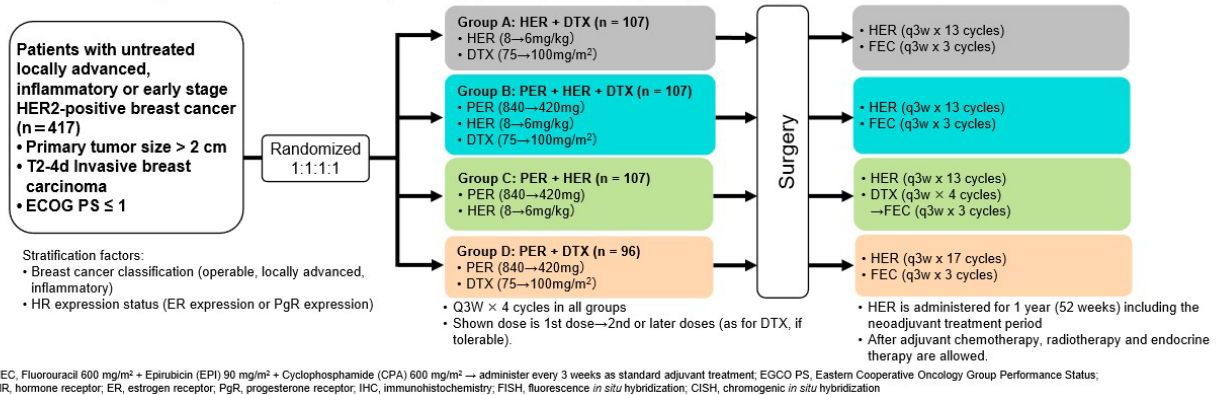 Patients with untreated
locally advanced,
inflammatory or early stage
HER2-positive breast cancer
(n＝417)
• Primary tumor size > 2 cm
• T2-4d Invasive breast
carcinoma
• ECOG PS ≤ 1
Stratification factors:
• Breast cancer classification (operable, locally advanced,
inflammatory)
• HR expression status (ER expression or PgR expression)
Randomized
1:1:1:1
Group A: HER + DTX (n = 107)
• HER (8→6mg/kg)
• DTX (75→100mg/m²)
Group B: PER + HER + DTX (n = 107)
• PER (840→420mg)
• HER (8→6mg/kg)
• DTX (75→100mg/m²)
Group C: PER + HER (n = 107)
• PER (840→420mg)
• HER (8→6mg/kg)
Group D: PER + DTX (n = 96)
• PER (840→420mg)
• DTX (75→100mg/m²)
• Q3W × 4 cycles in all groups
• Shown dose is 1st dose→2nd or later doses (as for DTX, if
tolerable).
Surgery
• HER (q3w x 13 cycles)
• FEC (q3w x 3 cycles)
• HER (q3w x 13 cycles)
• FEC (q3w x 3 cycles)
• HER (q3w x 13 cycles)
• DTX (q3w × 4 cycles)
→FEC (q3w x 3 cycles)
• HER (q3w x 17 cycles)
• FEC (q3w x 3 cycles)
• HER is administered for 1 year (52 weeks) including the
neoadjuvant treatment period
• After adjuvant chemotherapy, radiotherapy and endocrine
therapy are allowed.
EC, Fluorouracil 600 mg/m² + Epirubicin (EPI) 90 mg/m² + Cyclophosphamide (CPA) 600 mg/m² → administer every 3 weeks as standard adjuvant treatment; EGCO PS, Eastern Cooperative Oncology Group Performance Status;
HR, hormone receptor; ER, estrogen receptor; PgR, progesterone receptor; IHC, immunohistochemistry; FISH, fluorescence in situ hybridization; CISH, chromogenic in situ hybridization